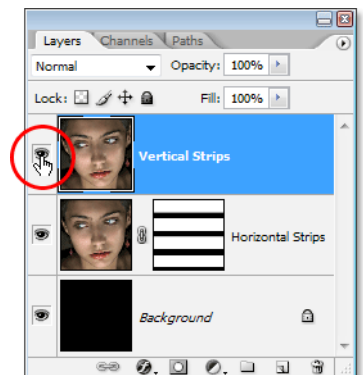 Layers Channels Paths
Normal Opacity: 100%
Lock: Fill: 100%
Vertical Strips
Horizontal Strips
Background